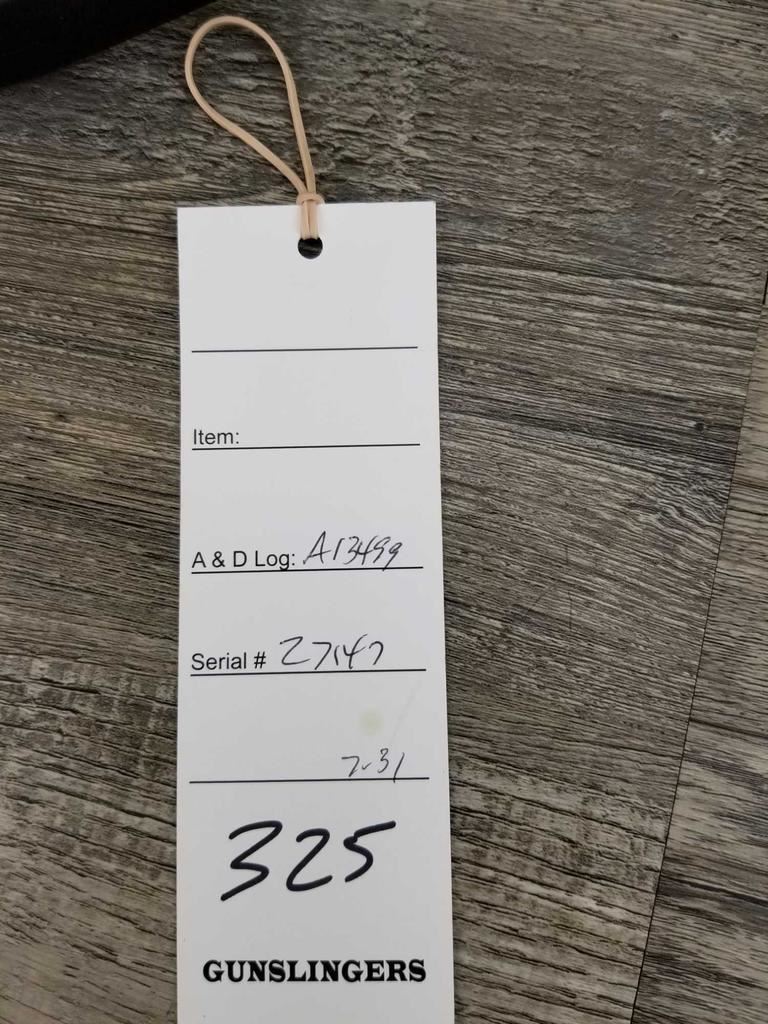 Item:
A & D Log: A13499
Serial # 27147
7-31
325
GUNSLINGERS